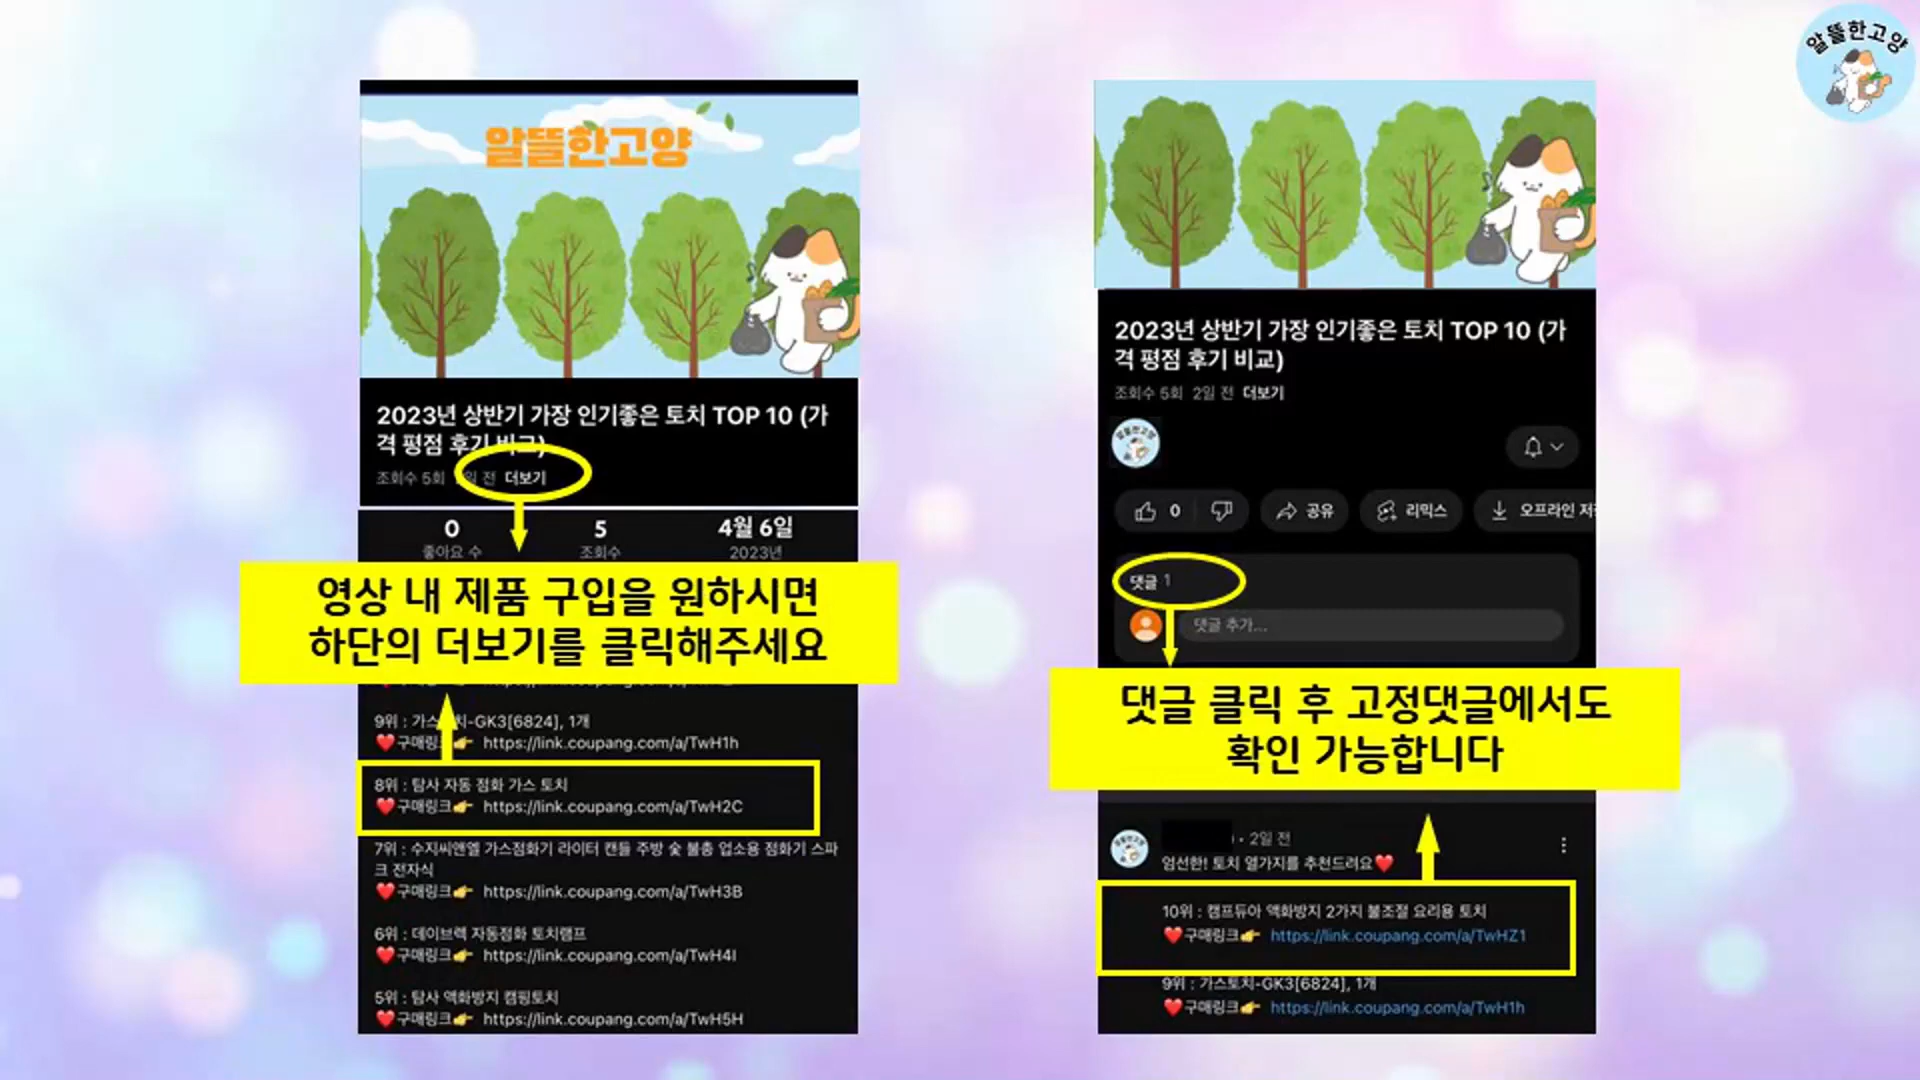 알뜰한고양
알뜰한고양
2023년 상반기 가장 인기좋은 토치 TOP 10 (가
격 평점 후기 비교)
조회수 5회 일 전 더보기
0 5 4월 6일
좋아요 수 조회수 2023년
영상 내 제품 구입을 원하시면
하단의 더보기를 클릭해주세요
9위 : 가스토치-GK3[6824], 1개
❤️구매링크👉 https://link.coupang.com/a/TwH1h
8위 : 탐사 자동 점화 가스 토치
❤️구매링크👉 https://link.coupang.com/a/TwH2C
7위 : 수지씨앤엘 가스점화기 라이터 캔들 주방 숯 불총 업소용 점화기 스파
크 전자식
❤️구매링크👉 https://link.coupang.com/a/TwH3B
6위 : 데이브렉 자동점화 토치램프
❤️구매링크👉 https://link.coupang.com/a/TwH4I
5위 : 탐사 액화방지 캠핑토치
❤️구매링크👉 https://link.coupang.com/a/TwH5H
2023년 상반기 가장 인기좋은 토치 TOP 10 (가
격 평점 후기 비교)
조회수 5회 2일 전 더보기
알뜰한고양
0 공유 리믹스 오프라인 저
댓글 1
댓글 추가...
댓글 클릭 후 고정댓글에서도
확인 가능합니다
알뜰한고양
• 2일 전
엄선한! 토치 열가지를 추천드려요❤️
10위 : 캠프듀아 액화방지 2가지 불조절 요리용 토치
❤️구매링크👉 https://link.coupang.com/a/TwHZ1
9위 : 가스토치-GK3[6824], 1개
❤️구매링크👉 https://link.coupang.com/a/TwH1h